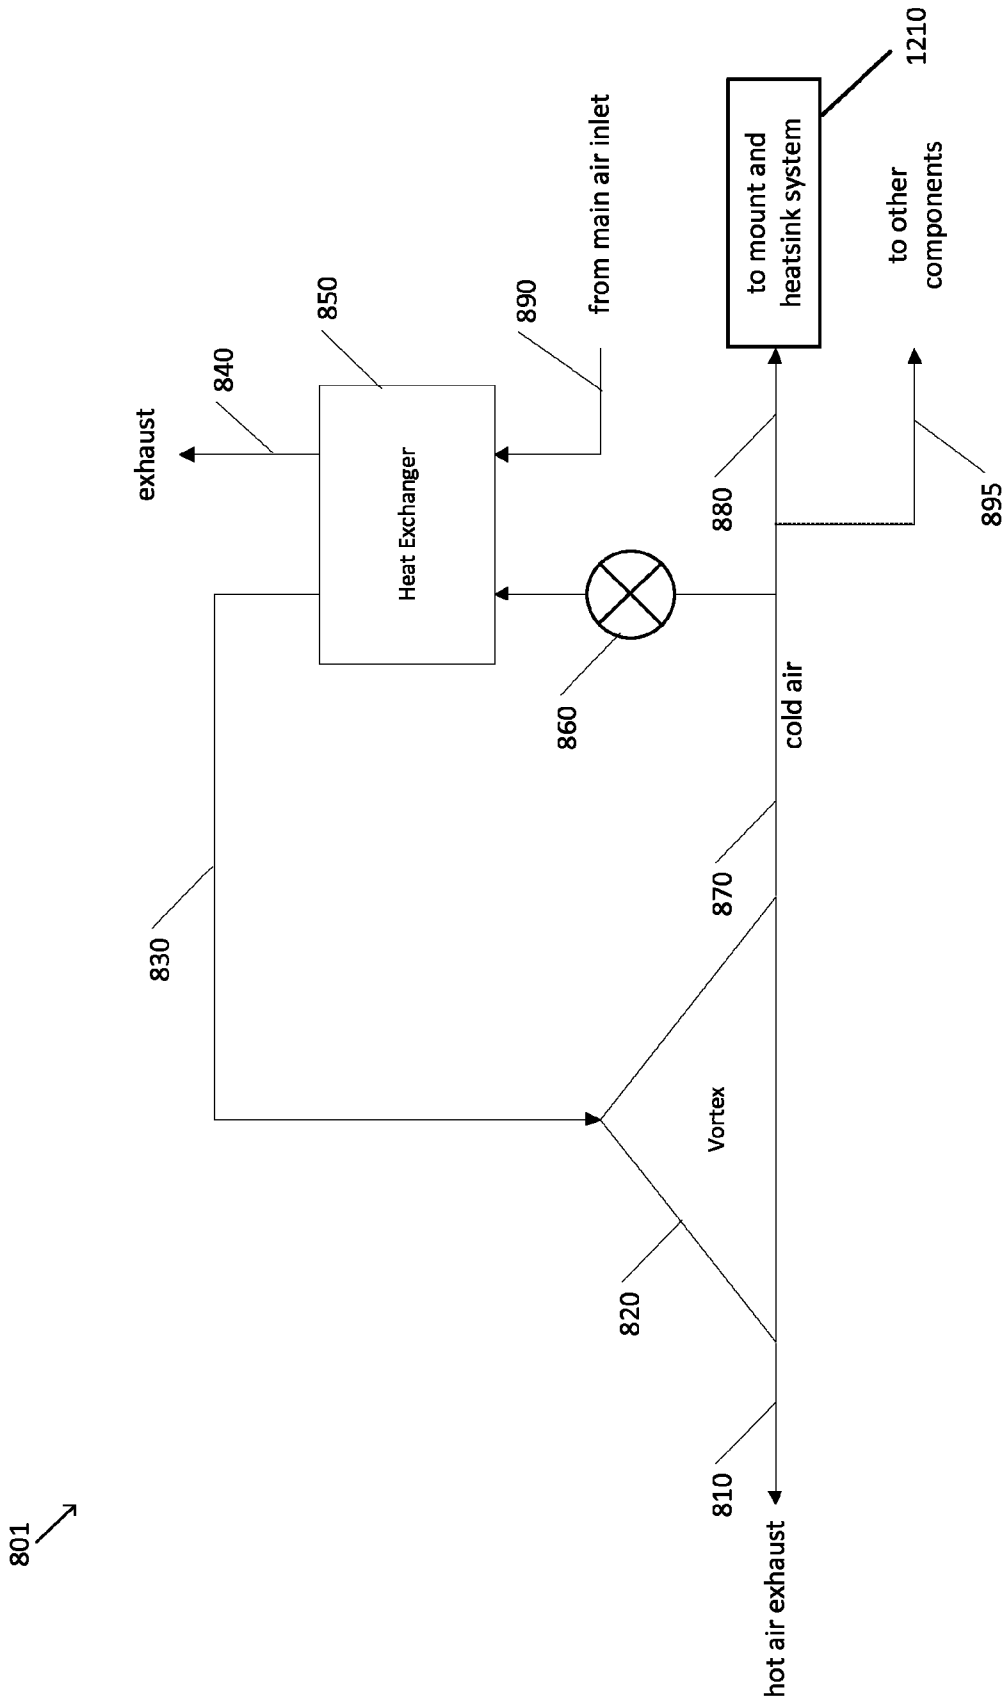 801
exhaust
840
850
Heat Exchanger
830
890
from main air inlet
860
820
Vortex
870
cold air
880
to mount and
heatsink system
1210
810
hot air exhaust
to other
components
895